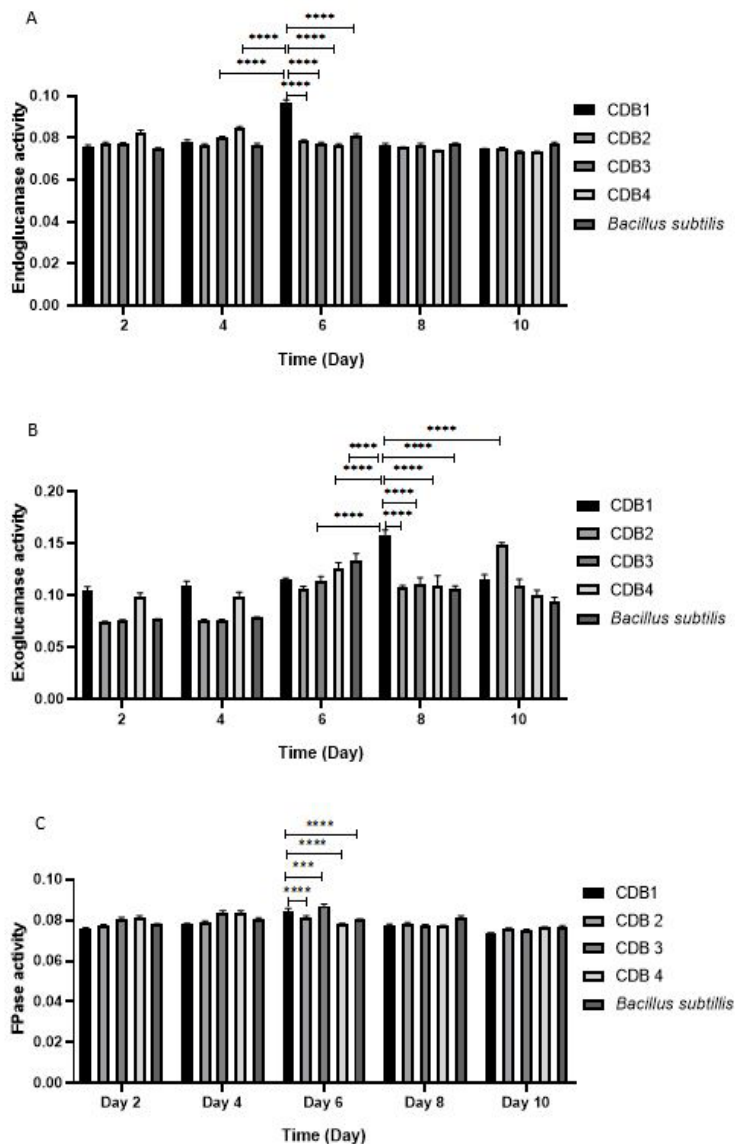 A
****
**** ****
**** ****
****
0.10
0.08
0.06
0.04
0.02
0.00
Endoglucanase activity
2 4 6 8 10
Time (Day)
CDB1
CDB2
CDB3
CDB4
Bacillus subtilis
B
****
**** ****
**** ****
****
**** ****
0.20
0.15
0.10
0.05
0.00
Exoglucanase activity
2 4 6 8 10
Time (Day)
CDB1
CDB2
CDB3
CDB4
Bacillus subtilis
C
****
****
***
****
0.10
0.08
0.06
0.04
0.02
0.00
FPase activity
Day 2 Day 4 Day 6 Day 8 Day 10
Time (Day)
CDB1
CDB 2
CDB 3
CDB 4
Bacillus subtillis